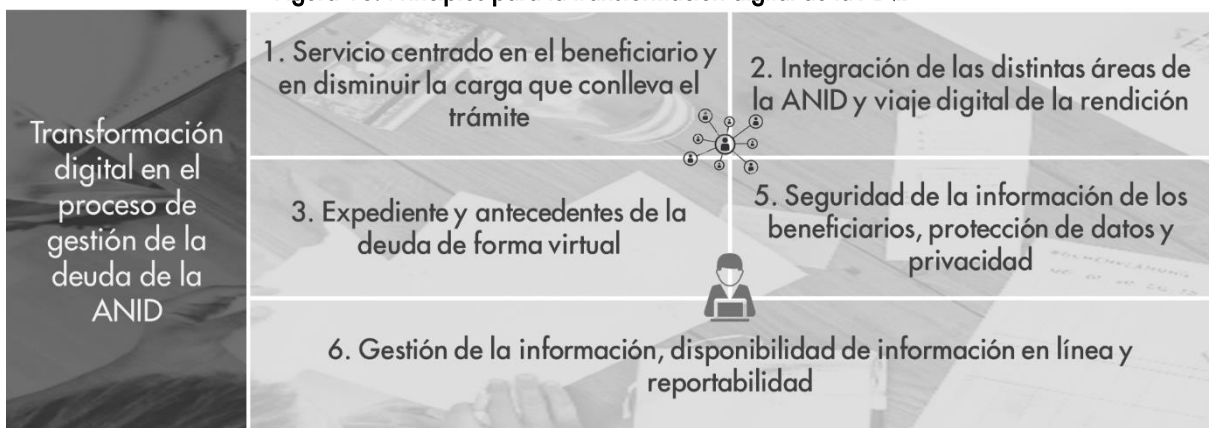 Transformación
digital en el
proceso de
gestión de la
deuda de la
ANID
1. Servicio centrado en el beneficiario y
en disminuir la carga que conlleva el
trámite
2. Integración de las distintas áreas de
la ANID y viaje digital de la rendición
3. Expediente y antecedentes de la
deuda de forma virtual
5. Seguridad de la información de los
beneficiarios, protección de datos y
privacidad
6. Gestión de la información, disponibilidad de información en línea y
reportabilidad